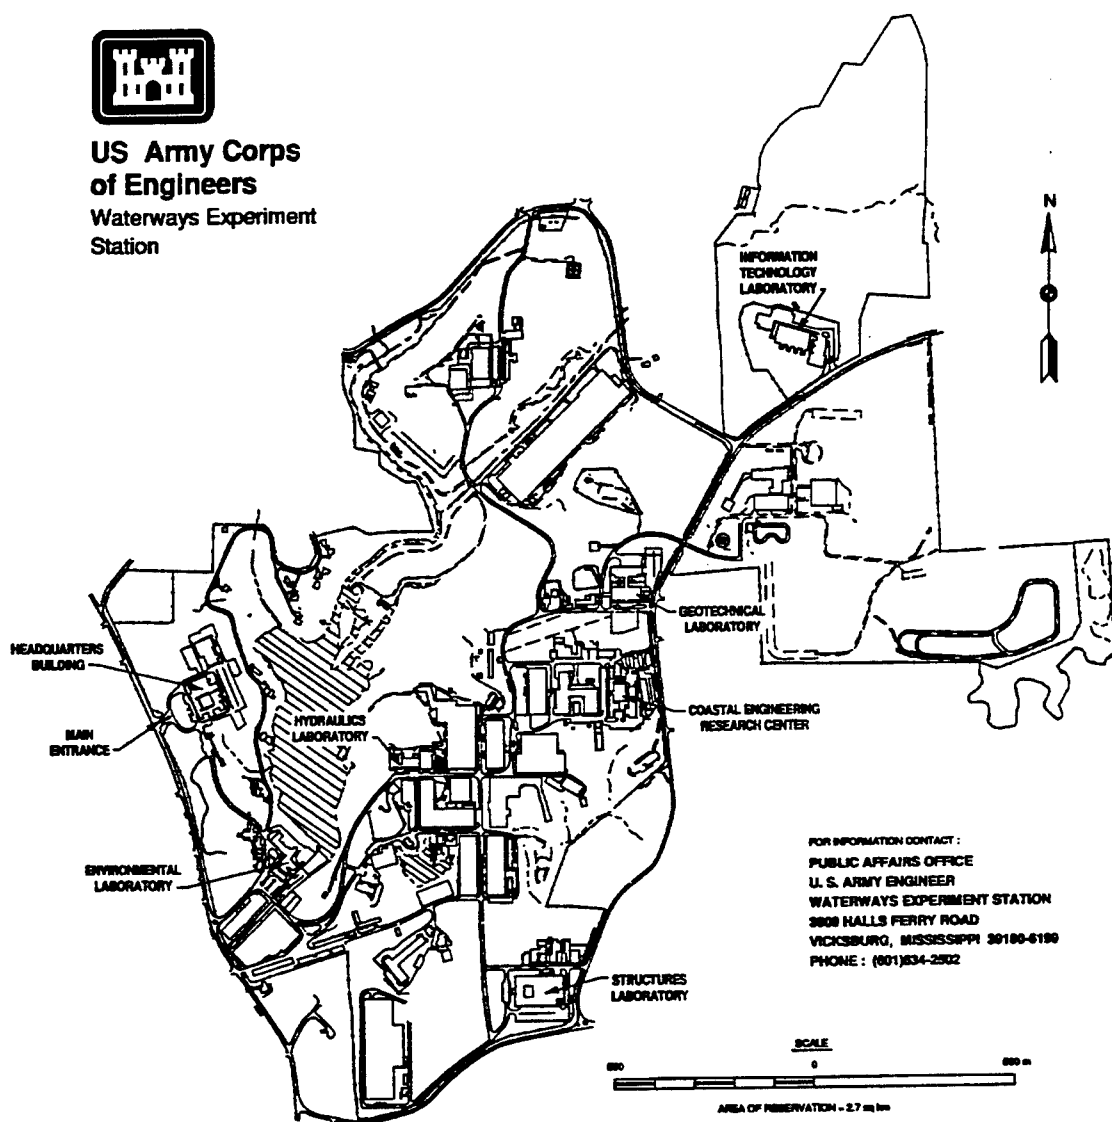 US Army Corps
of Engineers
Waterways Experiment
Station
N
INFORMATION
TECHNOLOGY
LABORATORY
GEOTECHNICAL
LABORATORY
HEADQUARTERS
BUILDING
HYDRAULICS
LABORATORY
COASTAL ENGINEERING
RESEARCH CENTER
MAIN
ENTRANCE
ENVIRONMENTAL
LABORATORY
FOR INFORMATION CONTACT :
PUBLIC AFFAIRS OFFICE
U. S. ARMY ENGINEER
WATERWAYS EXPERIMENT STATION
3909 HALLS FERRY ROAD
VICKSBURG, MISSISSIPPI 39180-6199
PHONE : (601)634-2502
STRUCTURES
LABORATORY
SCALE
0
m
AREA OF RESERVATION = 2.7 sq km